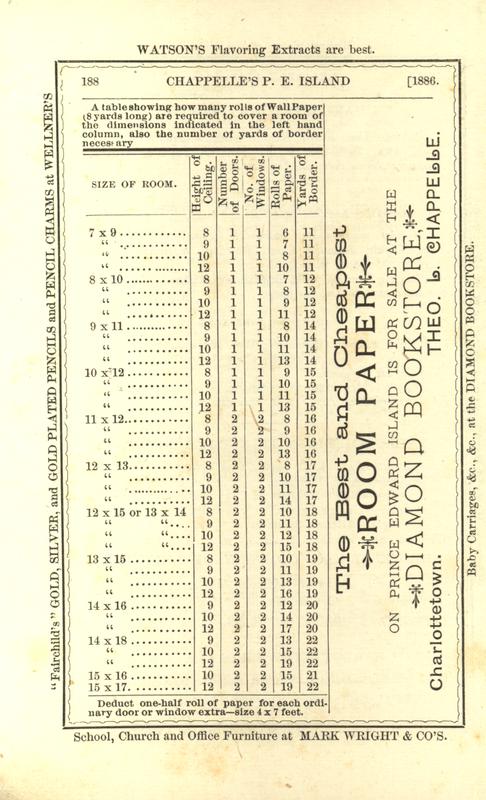 WATSON'S Flavoring Extracts are best.
188 CHAPPELLE'S P. E. ISLAND [1886.
A table showing how many rolls of Wall Paper
(8 yards long) are required to cover a room of
the dimensions indicated in the left hand
column, also the number of yards of border
necessary
SIZE OF ROOM. Height of Ceiling. Number of Doors. No. of Windows. Rolls of Paper. Yards of Border.
7 x 9........... 8 1 1 6 11
“ ........... 9 1 1 7 11
“ ........... 10 1 1 8 11
“ ........... 12 1 1 10 11
8 x 10........... 8 1 1 7 12
“ ........... 9 1 1 8 12
“ ........... 10 1 1 9 12
“ ........... 12 1 1 11 12
9 x 11........... 8 1 1 8 14
“ ........... 9 1 1 10 14
“ ........... 10 1 1 11 14
“ ........... 12 1 1 13 14
10 x 12........... 8 1 1 9 15
“ ........... 9 1 1 10 15
“ ........... 10 1 1 11 15
“ ........... 12 1 1 13 15
11 x 12........... 8 2 2 8 16
“ ........... 9 2 2 9 16
“ ........... 10 2 2 10 16
“ ........... 12 2 2 13 16
12 x 13........... 8 2 2 8 17
“ ........... 9 2 2 10 17
“ ........... 10 2 2 11 17
“ ........... 12 2 2 14 17
12 x 15 or 13 x 14 8 2 2 10 18
“ “.... 9 2 2 11 18
“ “.... 10 2 2 12 18
“ “.... 12 2 2 15 18
13 x 15........... 8 2 2 10 19
“ ........... 9 2 2 11 19
“ ........... 10 2 2 13 19
“ ........... 12 2 2 16 19
14 x 16........... 9 2 2 12 20
“ ........... 10 2 2 14 20
“ ........... 12 2 2 17 20
14 x 18........... 9 2 2 13 22
“ ........... 10 2 2 15 22
“ ........... 12 2 2 19 22
15 x 16........... 10 2 2 15 21
15 x 17........... 12 2 2 19 22
Deduct one-half roll of paper for each ordi-
nary door or window extra—size 4 x 7 feet.
The Best and Cheapest
ROOM PAPER
ON PRINCE EDWARD ISLAND IS FOR SALE AT THE
DIAMOND BOOKSTORE,
Charlottetown. THEO. L. CHAPPELLE.
“Fairchild's” GOLD, SILVER, and GOLD PLATED PENCILS and PENCIL CHARMS at WELLNER'S
Baby Carriages, &c., &c., at the DIAMOND BOOKSTORE.
School, Church and Office Furniture at MARK WRIGHT & CO'S.